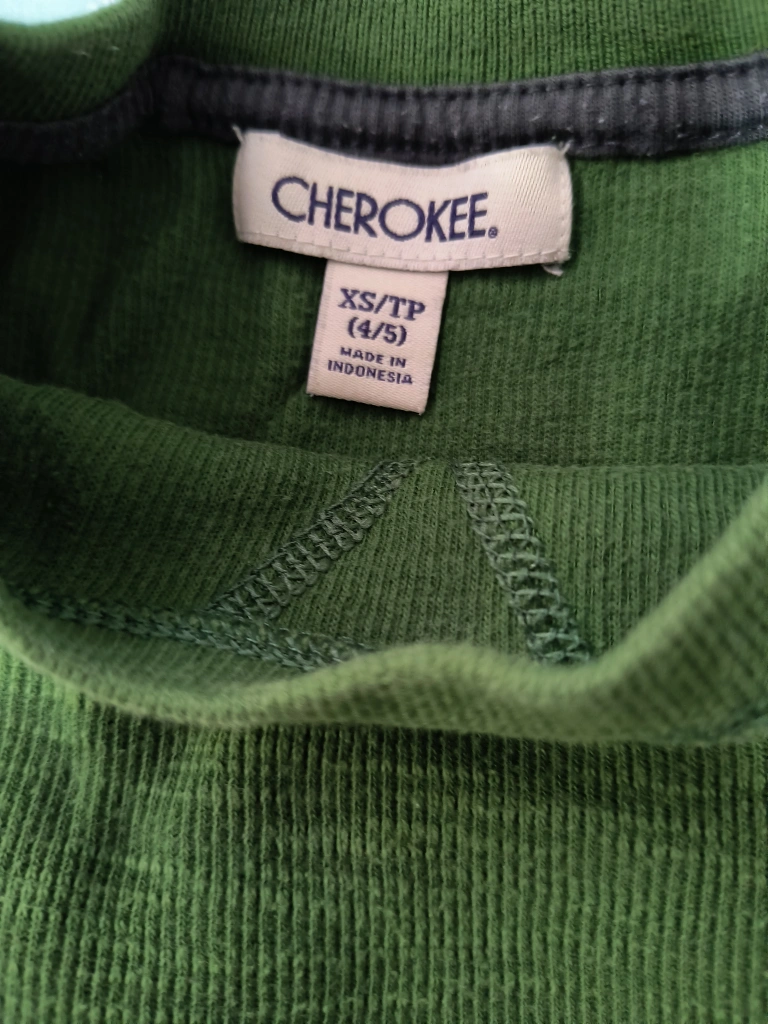 CHEROKEE®
XS/TP
(4/5)
MADE IN
INDONESIA